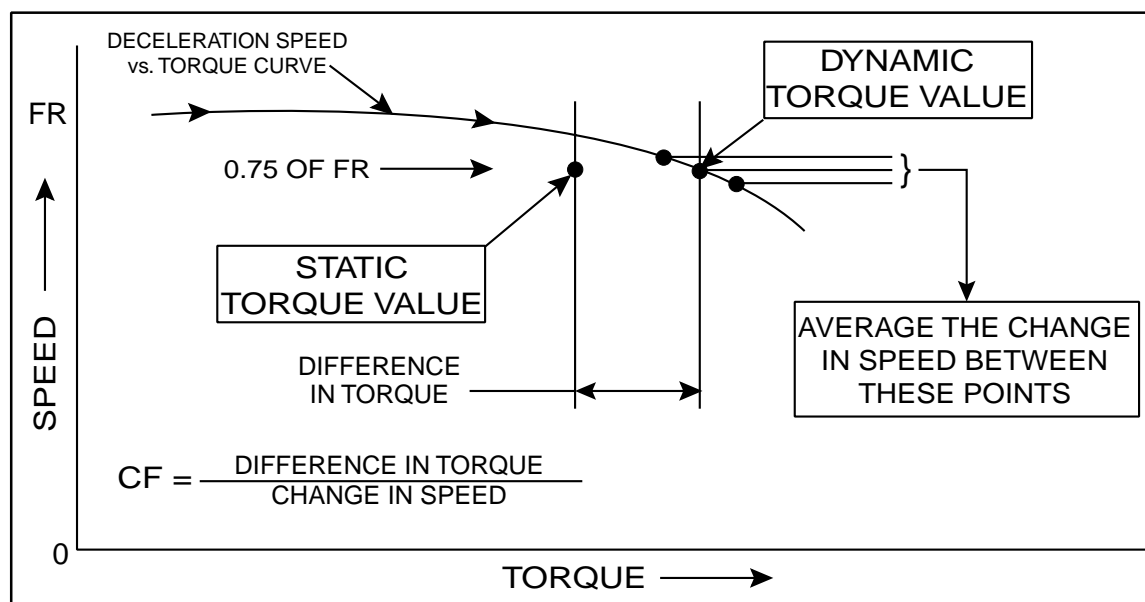 DECELERATION SPEED
vs. TORQUE CURVE
DYNAMIC
TORQUE VALUE
FR
0.75 OF FR
}
STATIC
TORQUE VALUE
AVERAGE THE CHANGE
IN SPEED BETWEEN
THESE POINTS
DIFFERENCE
IN TORQUE
SPEED
CF = DIFFERENCE IN TORQUE
CHANGE IN SPEED
0
TORQUE